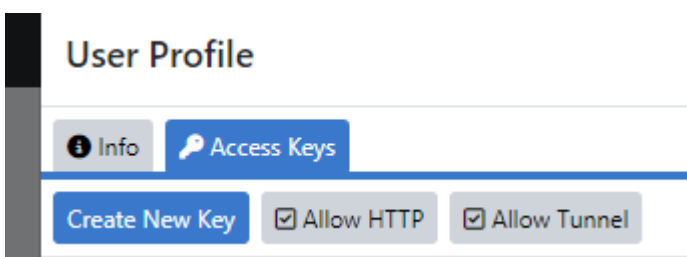 User Profile
Info Access Keys
Create New Key Allow HTTP Allow Tunnel